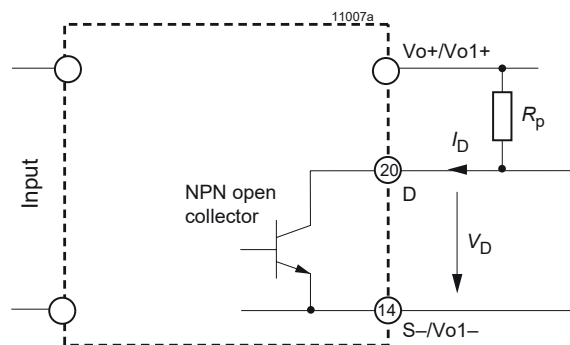 11007a
Vo+/Vo1+
Rp
ID
20
D
NPN open
collector
Input
VD
14
S–/Vo1–